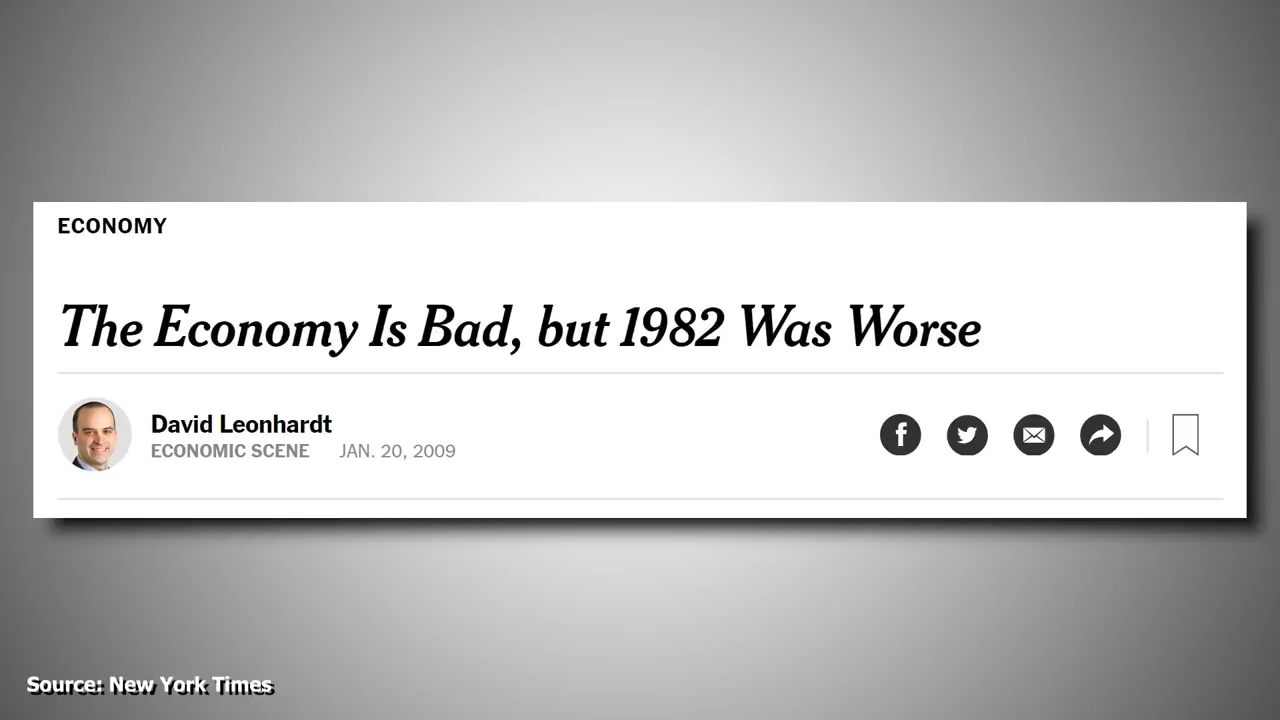 ECONOMY
The Economy Is Bad, but 1982 Was Worse
David Leonhardt
ECONOMIC SCENE JAN. 20, 2009
Source: New York Times